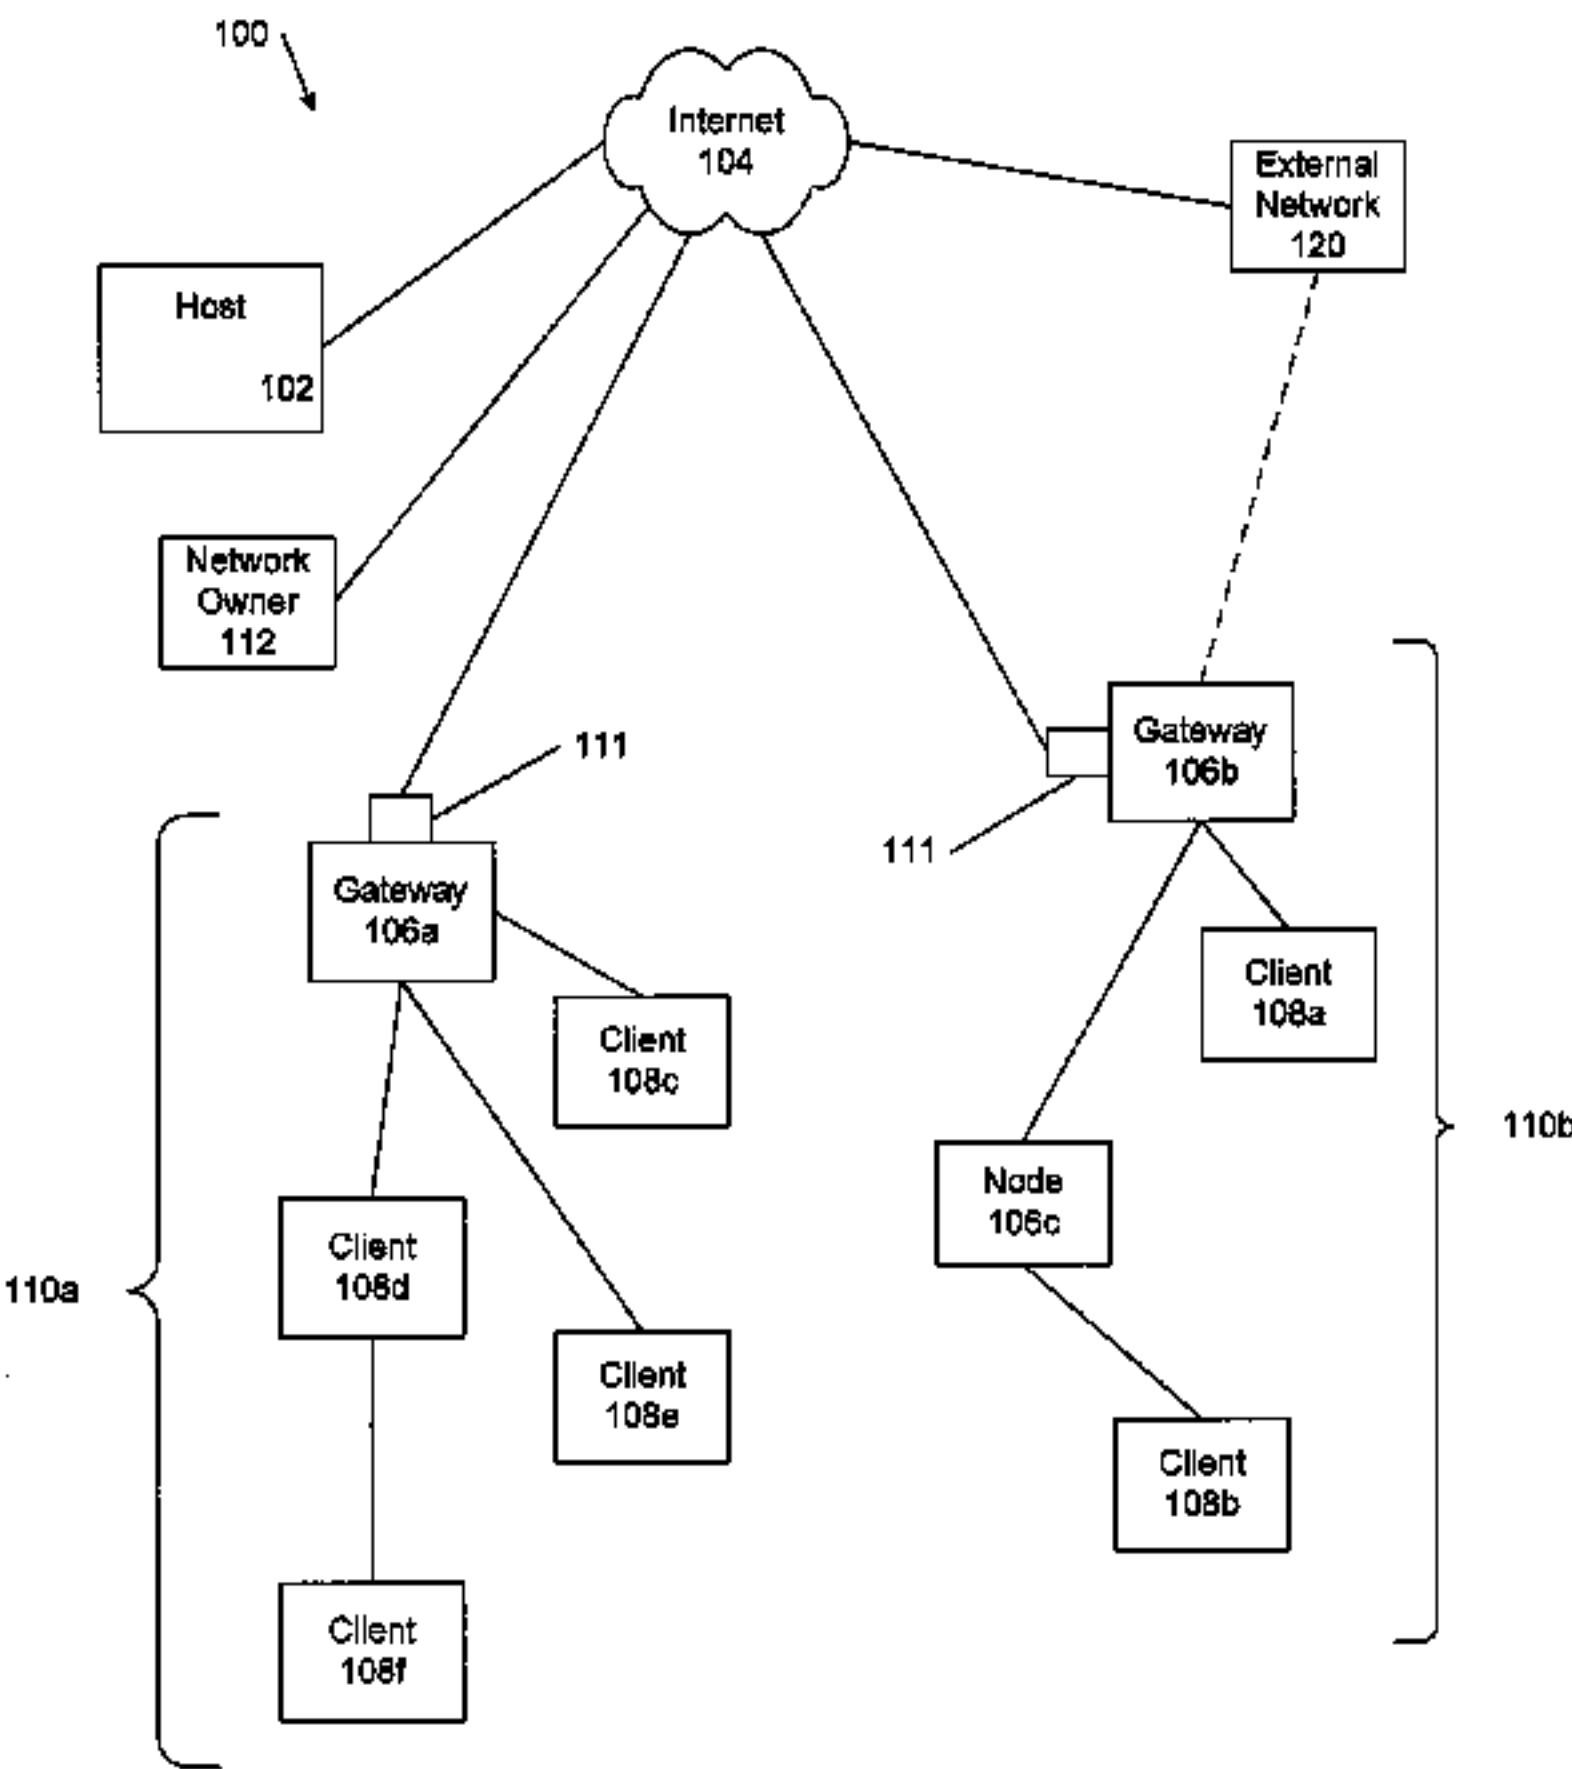 100
Internet
104
External
Network
120
Host
102
Network
Owner
112
111
Gateway
106b
111
Gateway
106a
Client
108a
Client
108c
110b
Node
106c
Client
108d
110a
Client
108e
Client
108b
Client
108f